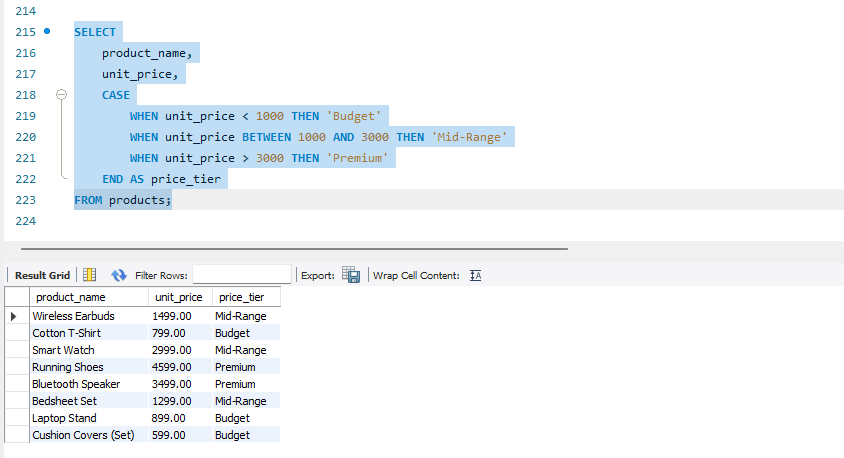 214
215 SELECT
216 product_name,
217 unit_price,
218 CASE
219 WHEN unit_price < 1000 THEN 'Budget'
220 WHEN unit_price BETWEEN 1000 AND 3000 THEN 'Mid-Range'
221 WHEN unit_price > 3000 THEN 'Premium'
222 END AS price_tier
223 FROM products;
224
Result Grid Filter Rows: Export: Wrap Cell Content: IA
product_name unit_price price_tier
Wireless Earbuds 1499.00 Mid-Range
Cotton T-Shirt 799.00 Budget
Smart Watch 2999.00 Mid-Range
Running Shoes 4599.00 Premium
Bluetooth Speaker 3499.00 Premium
Bedsheet Set 1299.00 Mid-Range
Laptop Stand 899.00 Budget
Cushion Covers (Set) 599.00 Budget